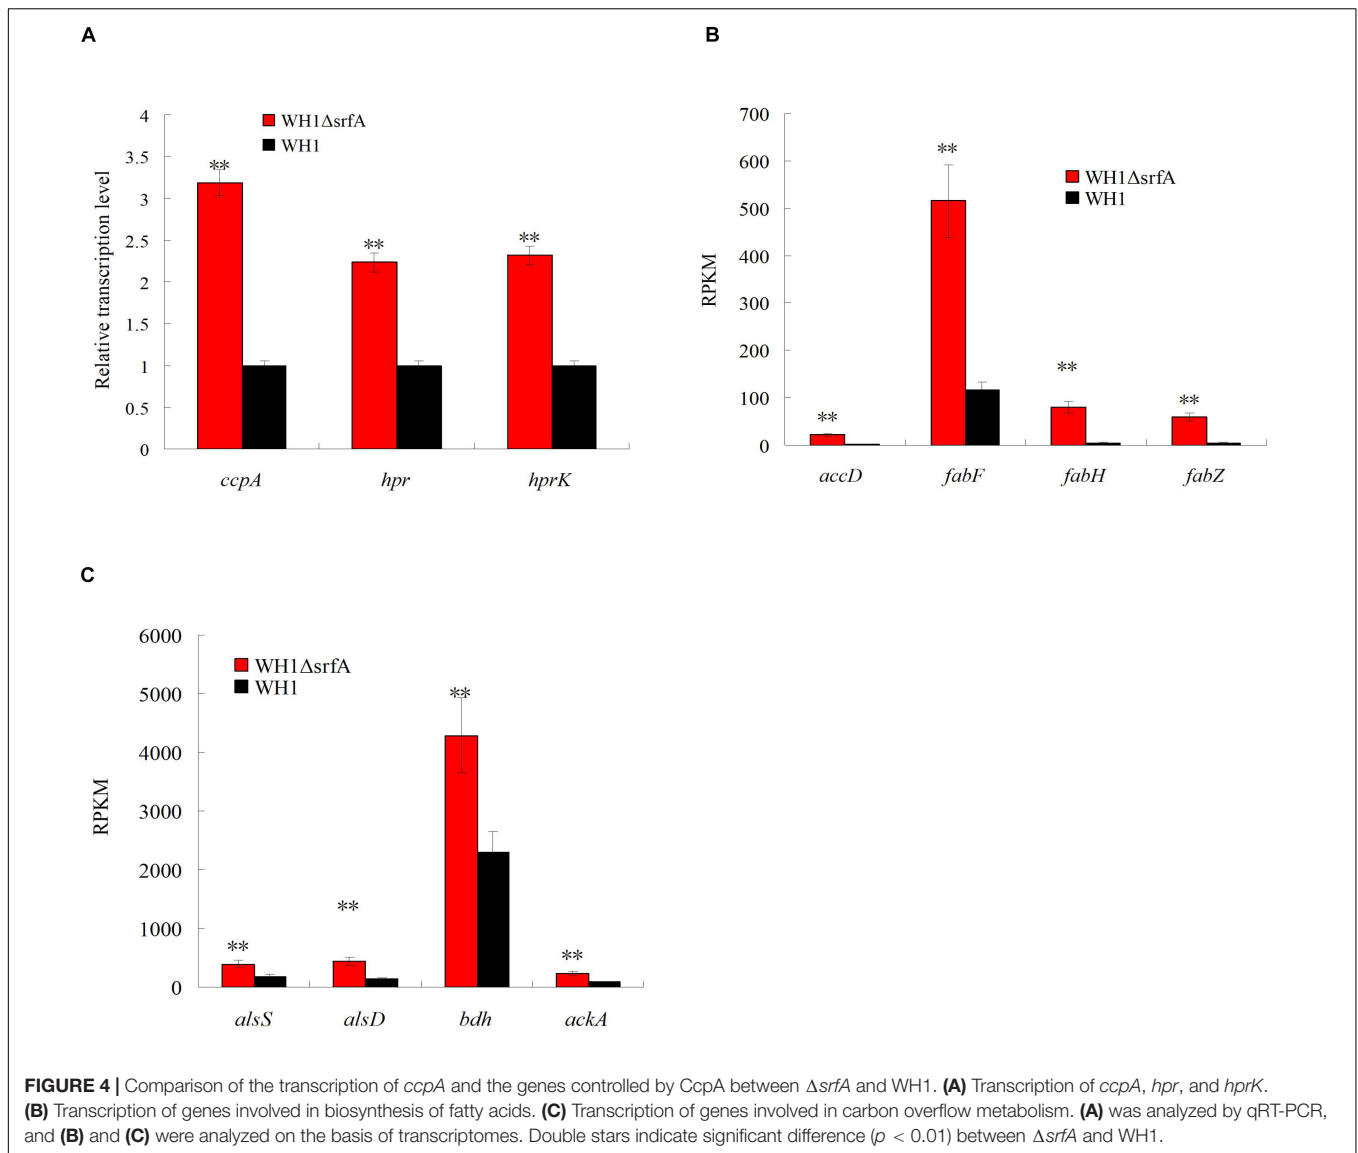 A
WH1ΔsrfA
WH1
Relative transcription level
4
3.5
3
2.5
2
1.5
1
0.5
0
** ** **
ccpA hpr hprK
B
WH1ΔsrfA
WH1
RPKM
700
600
500
400
300
200
100
0
** ** ** **
accD fabF fabH fabZ
C
WH1ΔsrfA
WH1
RPKM
6000
5000
4000
3000
2000
1000
0
** ** ** **
alsS alsD bdh ackA
FIGURE 4 | Comparison of the transcription of ccpA and the genes controlled by CcpA between ΔsrfA and WH1. (A) Transcription of ccpA, hpr, and hprK.
(B) Transcription of genes involved in biosynthesis of fatty acids. (C) Transcription of genes involved in carbon overflow metabolism. (A) was analyzed by qRT-PCR,
and (B) and (C) were analyzed on the basis of transcriptomes. Double stars indicate significant difference (p < 0.01) between ΔsrfA and WH1.